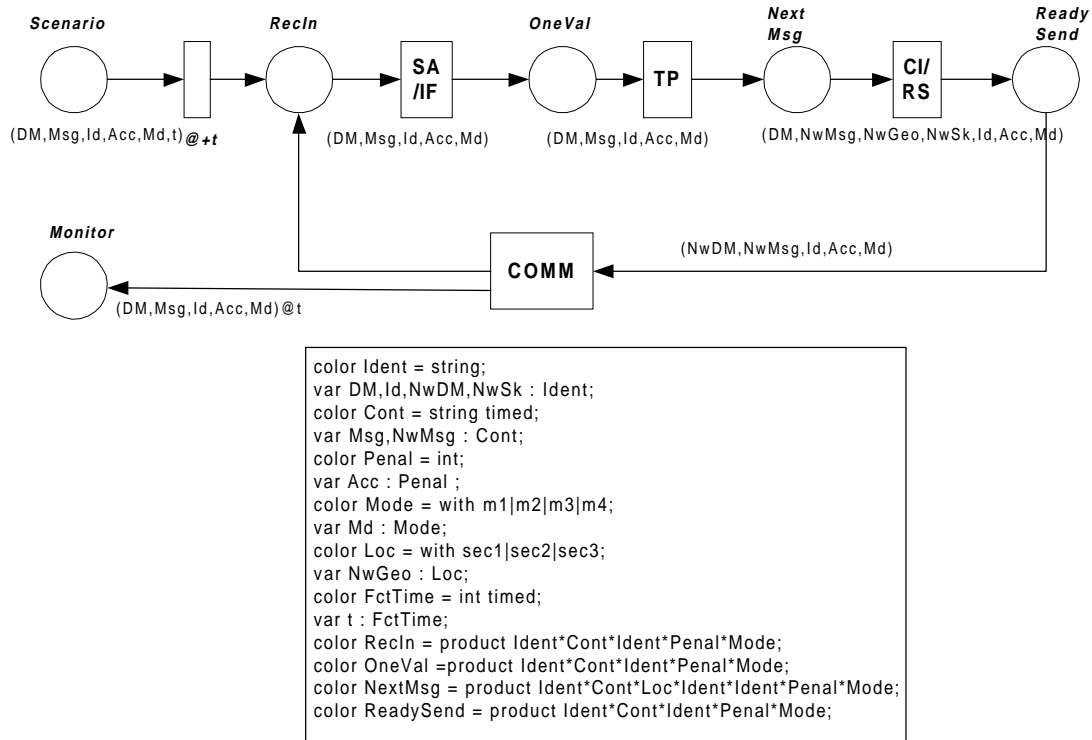 Scenario
RecIn
OneVal
Next
Msg
Ready
Send
SA
/IF
TP
CI/
RS
(DM,Msg,Id,Acc,Md,t)
@+t
(DM,Msg,Id,Acc,Md)
(DM,Msg,Id,Acc,Md)
(DM,NwMsg,NwGeo,NwSk,Id,Acc,Md)
Monitor
COMM
(NwDM,NwMsg,Id,Acc,Md)
(DM,Msg,Id,Acc,Md)@t
color Ident = string;
var DM,Id,NwDM,NwSk : Ident;
color Cont = string timed;
var Msg,NwMsg : Cont;
color Penal = int;
var Acc : Penal ;
color Mode = with m1|m2|m3|m4;
var Md : Mode;
color Loc = with sec1|sec2|sec3;
var NwGeo : Loc;
color FctTime = int timed;
var t : FctTime;
color RecIn = product Ident*Cont*Ident*Penal*Mode;
color OneVal =product Ident*Cont*Ident*Penal*Mode;
color NextMsg = product Ident*Cont*Loc*Ident*Ident*Penal*Mode;
color ReadySend = product Ident*Cont*Ident*Penal*Mode;